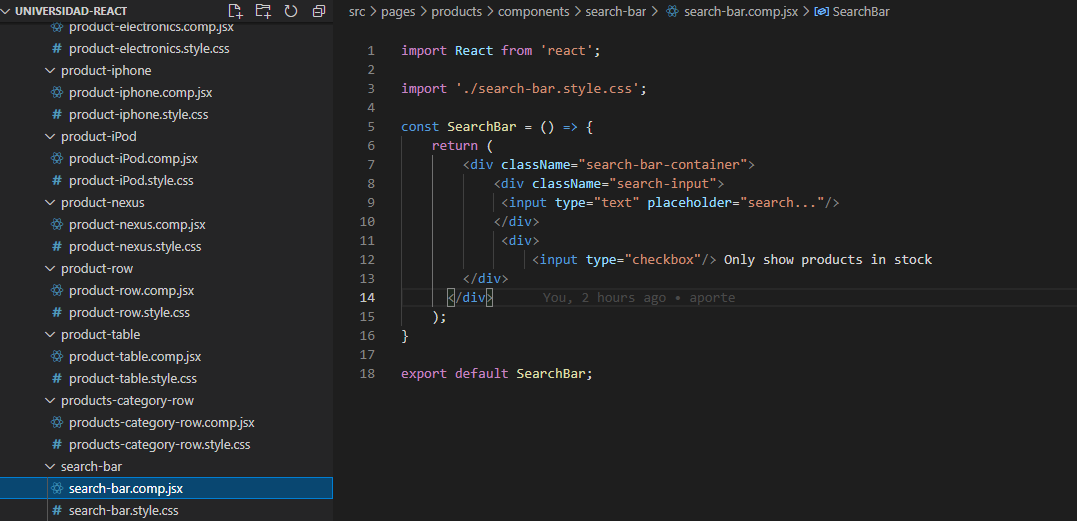 UNIVERSIDAD-REACT
product-electronics.comp.jsx
# product-electronics.style.css
product-iphone
product-iphone.comp.jsx
# product-iphone.style.css
product-iPod
product-iPod.comp.jsx
# product-iPod.style.css
product-nexus
product-nexus.comp.jsx
# product-nexus.style.css
product-row
product-row.comp.jsx
# product-row.style.css
product-table
product-table.comp.jsx
# product-table.style.css
products-category-row
products-category-row.comp.jsx
# products-category-row.style.css
search-bar
search-bar.comp.jsx
# search-bar.style.css
src > pages > products > components > search-bar > search-bar.comp.jsx > SearchBar
1 import React from 'react';
2
3 import './search-bar.style.css';
4
5 const SearchBar = () => {
6 return (
7 <div className="search-bar-container">
8 <div className="search-input">
9 <input type="text" placeholder="search..."/>
10 </div>
11 <div>
12 <input type="checkbox"/> Only show products in stock
13 </div>
14 </div> You, 2 hours ago • aporte
15 );
16 }
17
18 export default SearchBar;